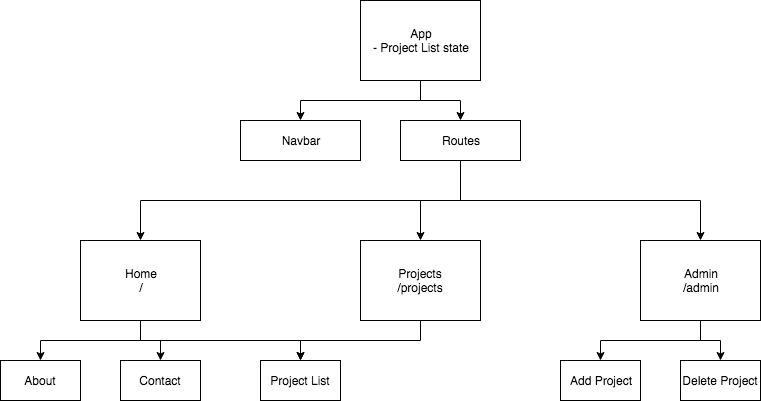 App
- Project List state
Navbar
Routes
Home
/
Projects
/projects
Admin
/admin
About
Contact
Project List
Add Project
Delete Project